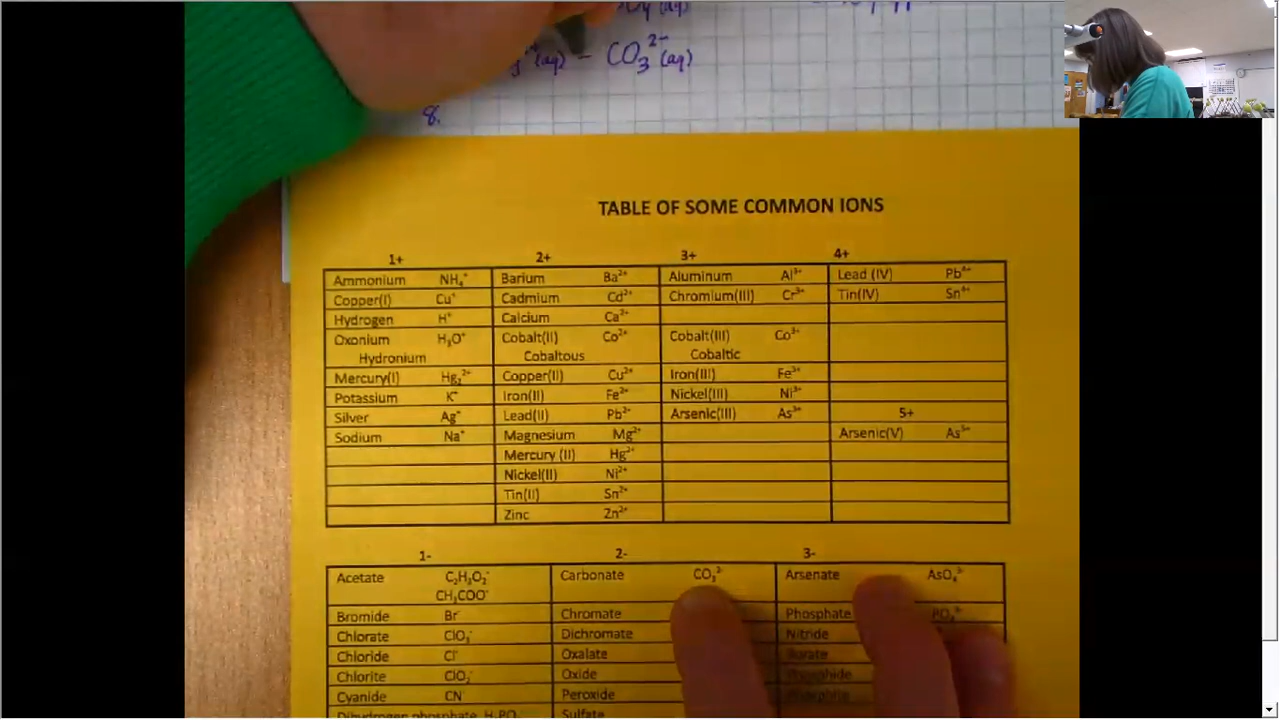 CO₃²⁻(aq)
8.
TABLE OF SOME COMMON IONS
1+ 2+ 3+ 4+
Ammonium NH₄⁺ Barium Ba²⁺ Aluminum Al³⁺ Lead (IV) Pb⁴⁺
Copper(I) Cu⁺ Cadmium Cd²⁺ Chromium(III) Cr³⁺ Tin(IV) Sn⁴⁺
Hydrogen H⁺ Calcium Ca²⁺
Oxonium H₃O⁺ Cobalt(II) Co²⁺ Cobalt(III) Co³⁺
Hydronium Cobaltous Cobaltic
Mercury(I) Hg₂²⁺ Copper(II) Cu²⁺ Iron(III) Fe³⁺
Potassium K⁺ Iron(II) Fe²⁺ Nickel(III) Ni³⁺
Silver Ag⁺ Lead(II) Pb²⁺ Arsenic(III) As³⁺ 5+
Sodium Na⁺ Magnesium Mg²⁺ Arsenic(V) As⁵⁺
Mercury (II) Hg²⁺
Nickel(II) Ni²⁺
Tin(II) Sn²⁺
Zinc Zn²⁺
1- 2- 3-
Acetate C₂H₃O₂⁻ Carbonate CO₃²⁻ Arsenate AsO₄³⁻
CH₃COO⁻
Bromide Br⁻ Chromate Phosphate PO₄³⁻
Chlorate ClO₃⁻ Dichromate Nitride
Chloride Cl⁻ Oxalate
Chlorite ClO₂⁻ Oxide
Cyanide CN⁻ Peroxide
Dihydrogen phosphate Sulfate